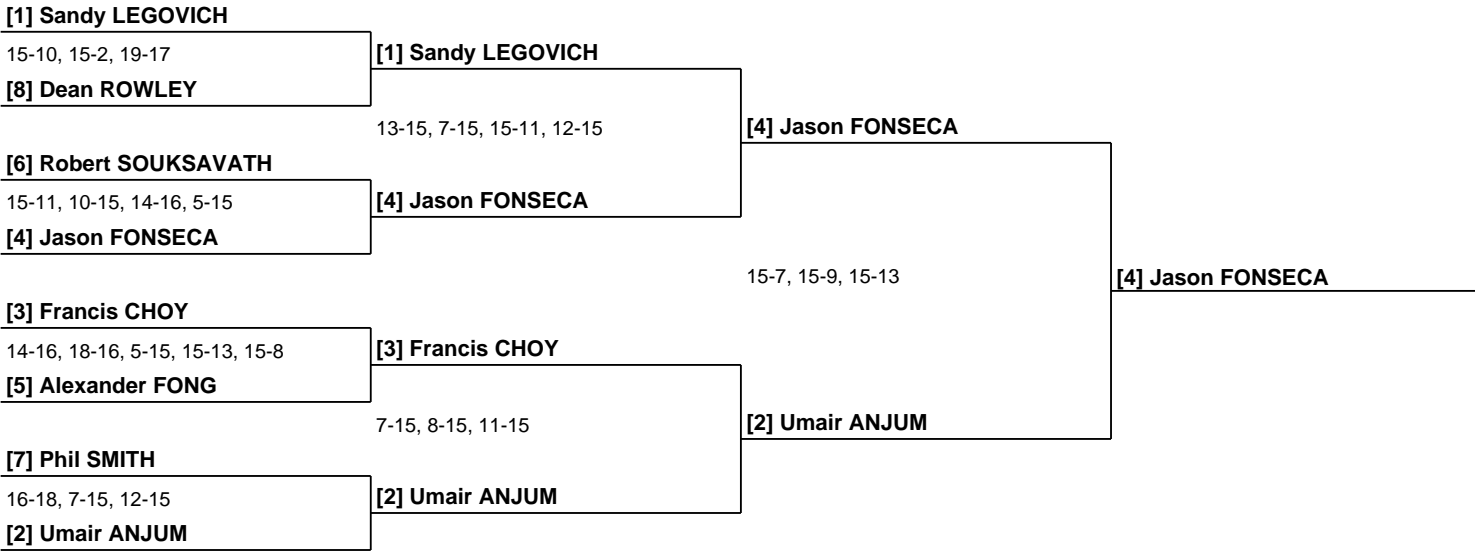 [1] Sandy LEGOVICH
15-10, 15-2, 19-17
[8] Dean ROWLEY
[6] Robert SOUKSAVATH
15-11, 10-15, 14-16, 5-15
[4] Jason FONSECA
[3] Francis CHOY
14-16, 18-16, 5-15, 15-13, 15-8
[5] Alexander FONG
[7] Phil SMITH
16-18, 7-15, 12-15
[2] Umair ANJUM
[1] Sandy LEGOVICH
13-15, 7-15, 15-11, 12-15
[4] Jason FONSECA
[3] Francis CHOY
7-15, 8-15, 11-15
[2] Umair ANJUM
[4] Jason FONSECA
15-7, 15-9, 15-13
[2] Umair ANJUM
[4] Jason FONSECA